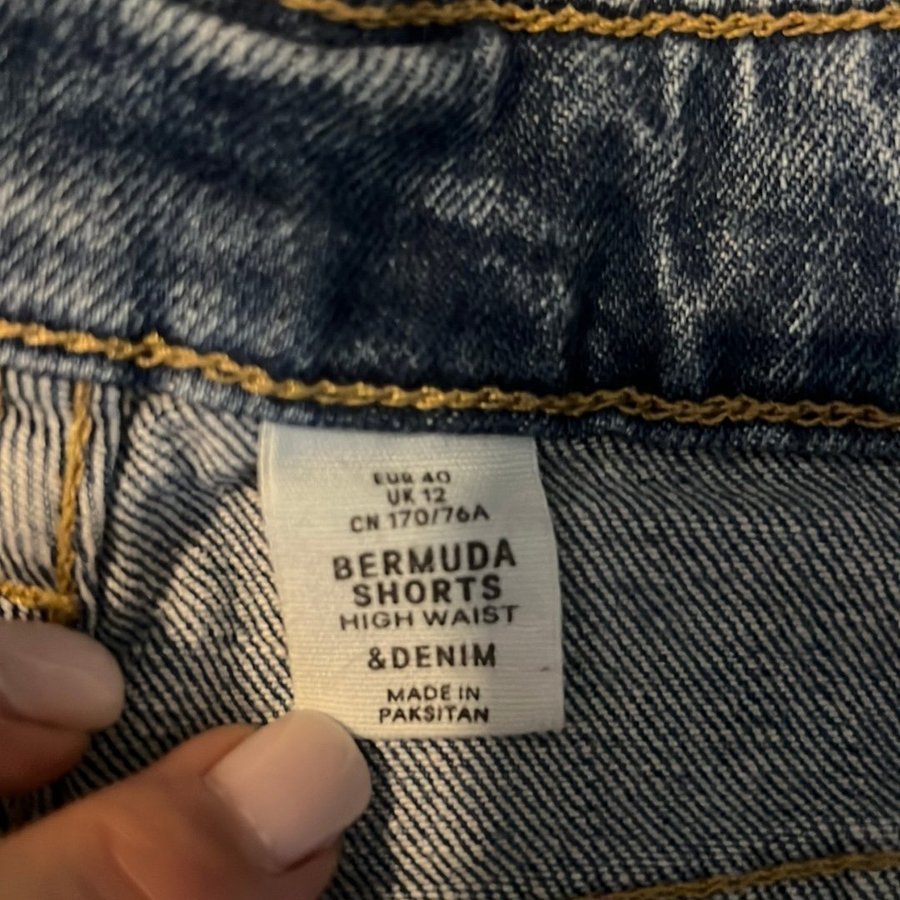 EUR 40
UK 12
CN 170/76A
BERMUDA
SHORTS
HIGH WAIST
&DENIM
MADE IN
PAKSITAN